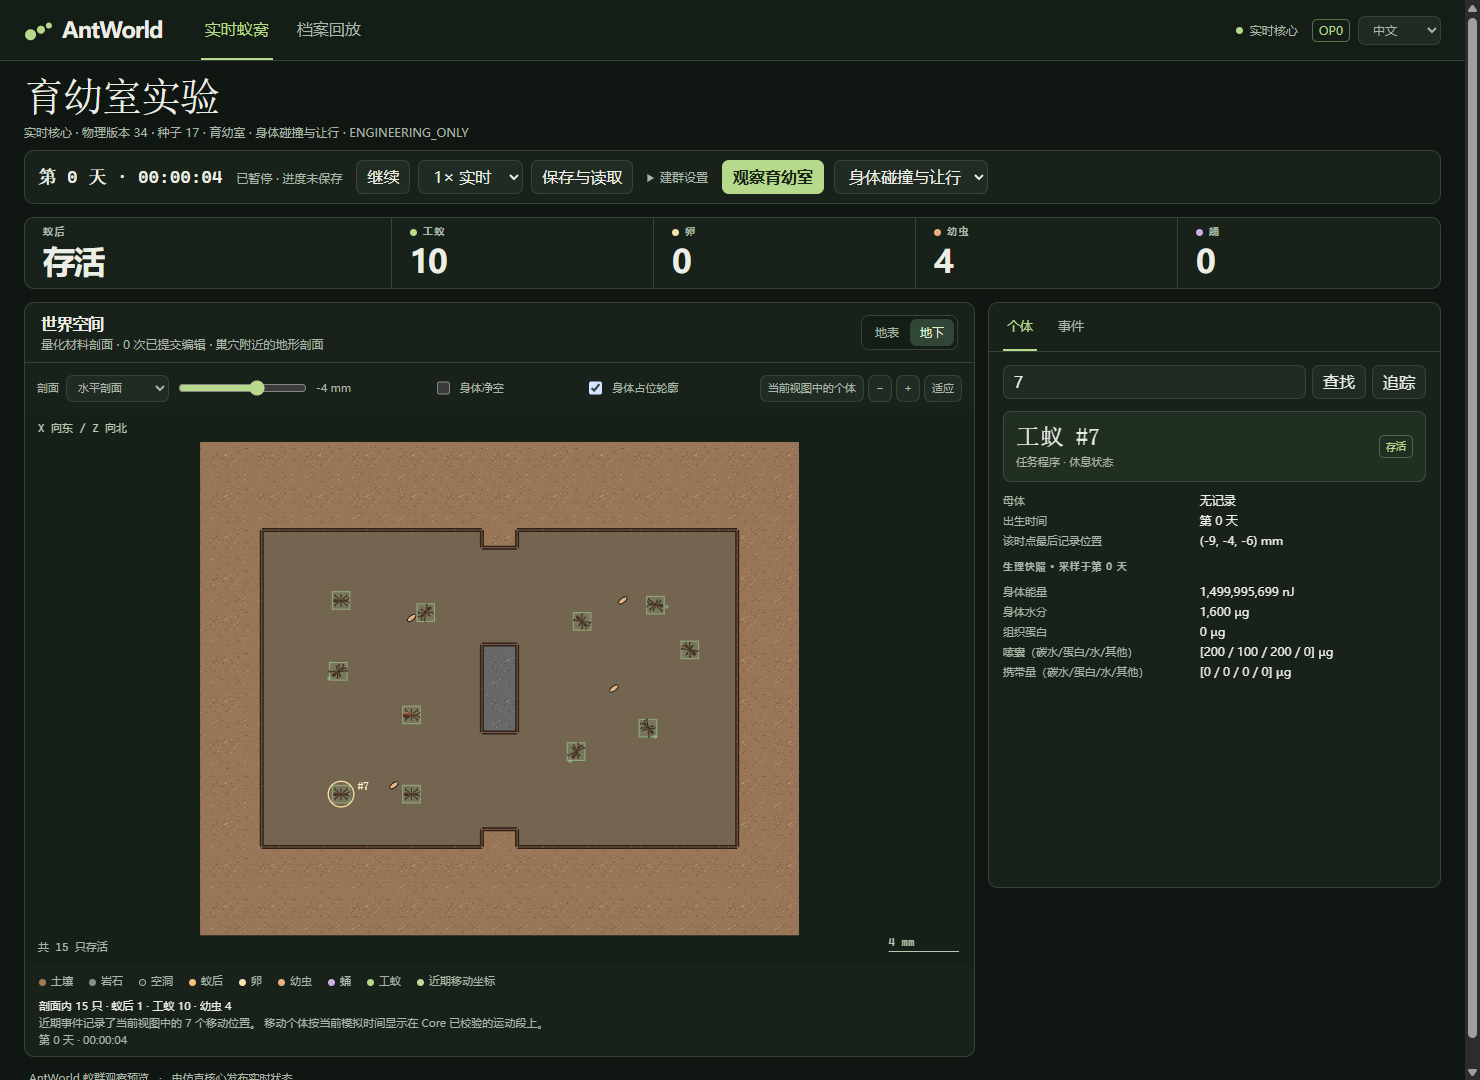 AntWorld 实时蚁窝 档案回放 实时核心 OP0 中文
育幼室实验
实时核心 · 物理版本 34 · 种子 17 · 育幼室 · 身体碰撞与让行 · ENGINEERING_ONLY
第 0 天 · 00:00:04 已暂停 · 进度未保存 继续 1× 实时 保存与读取 建群设置 观察育幼室 身体碰撞与让行
蚁后 工蚁 卵 幼虫 蛹
存活 10 0 4 0
世界空间
量化材料剖面 · 0 次已提交编辑 · 巢穴附近的地形剖面
地表 地下
剖面 水平剖面 -4 mm 身体净空 身体占位轮廓 当前视图中的个体 − + 适应
X 向东 / Z 向北
#7
共 15 只存活
4 mm
土壤 岩石 空洞 蚁后 卵 幼虫 蛹 工蚁 近期移动坐标
剖面内 15 只 · 蚁后 1 · 工蚁 10 · 幼虫 4
近期事件记录了当前视图中的 7 个移动位置。 移动个体按当前模拟时间显示在 Core 已校验的运动段上。
第 0 天 · 00:00:04
个体 事件
7 查找 追踪
工蚁 #7
任务程序 · 休息状态
存活
母体 无记录
出生时间 第 0 天
该时点最后记录位置 (-9, -4, -6) mm
生理快照 • 采样于第 0 天
身体能量 1,499,995,699 nJ
身体水分 1,600 µg
组织蛋白 0 µg
嗉囊（碳水/蛋白/水/其他） [200 / 100 / 200 / 0] µg
携带量（碳水/蛋白/水/其他） [0 / 0 / 0 / 0] µg
AntWorld 蚁群观察预览 · 由仿真核心发布实时状态